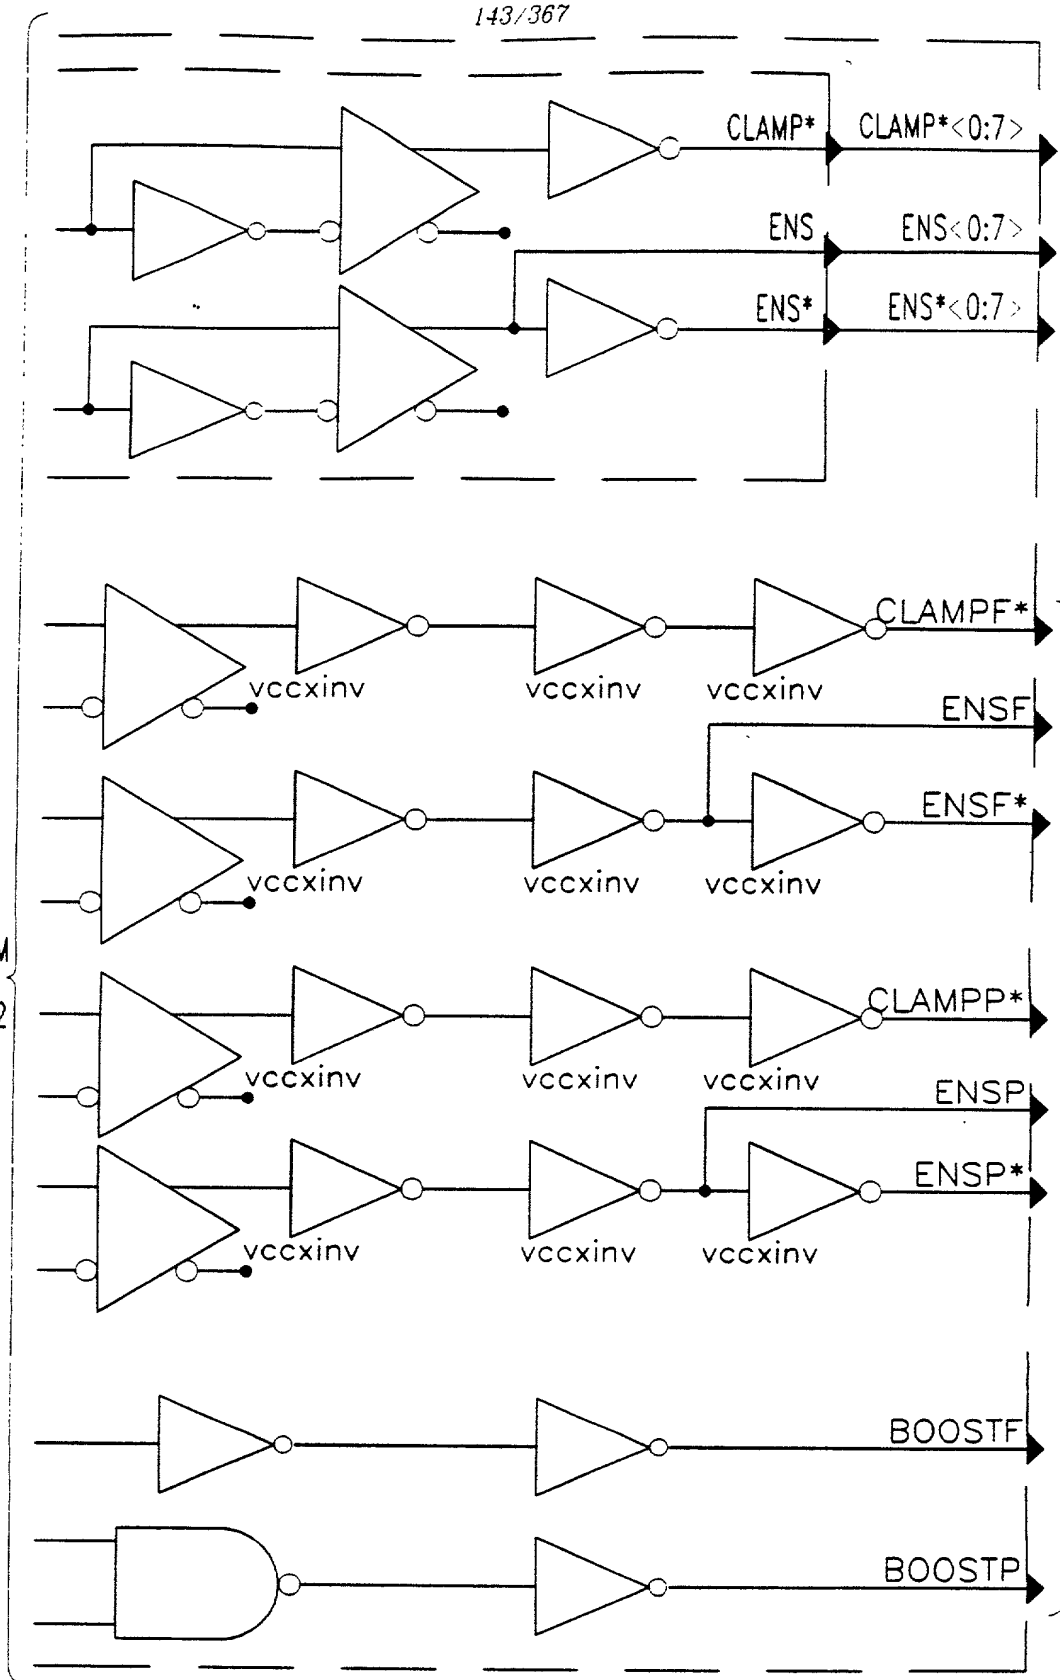 143/367
CLAMP* CLAMP*<0:7>
ENS ENS<0:7>
ENS* ENS*<0:7>
CLAMPF*
vccxinv vccxinv vccxinv
ENSF
ENSF*
vccxinv vccxinv vccxinv
M
2
CLAMPP*
vccxinv vccxinv vccxinv
ENSP
ENSP*
vccxinv vccxinv vccxinv
BOOSTF
BOOSTP